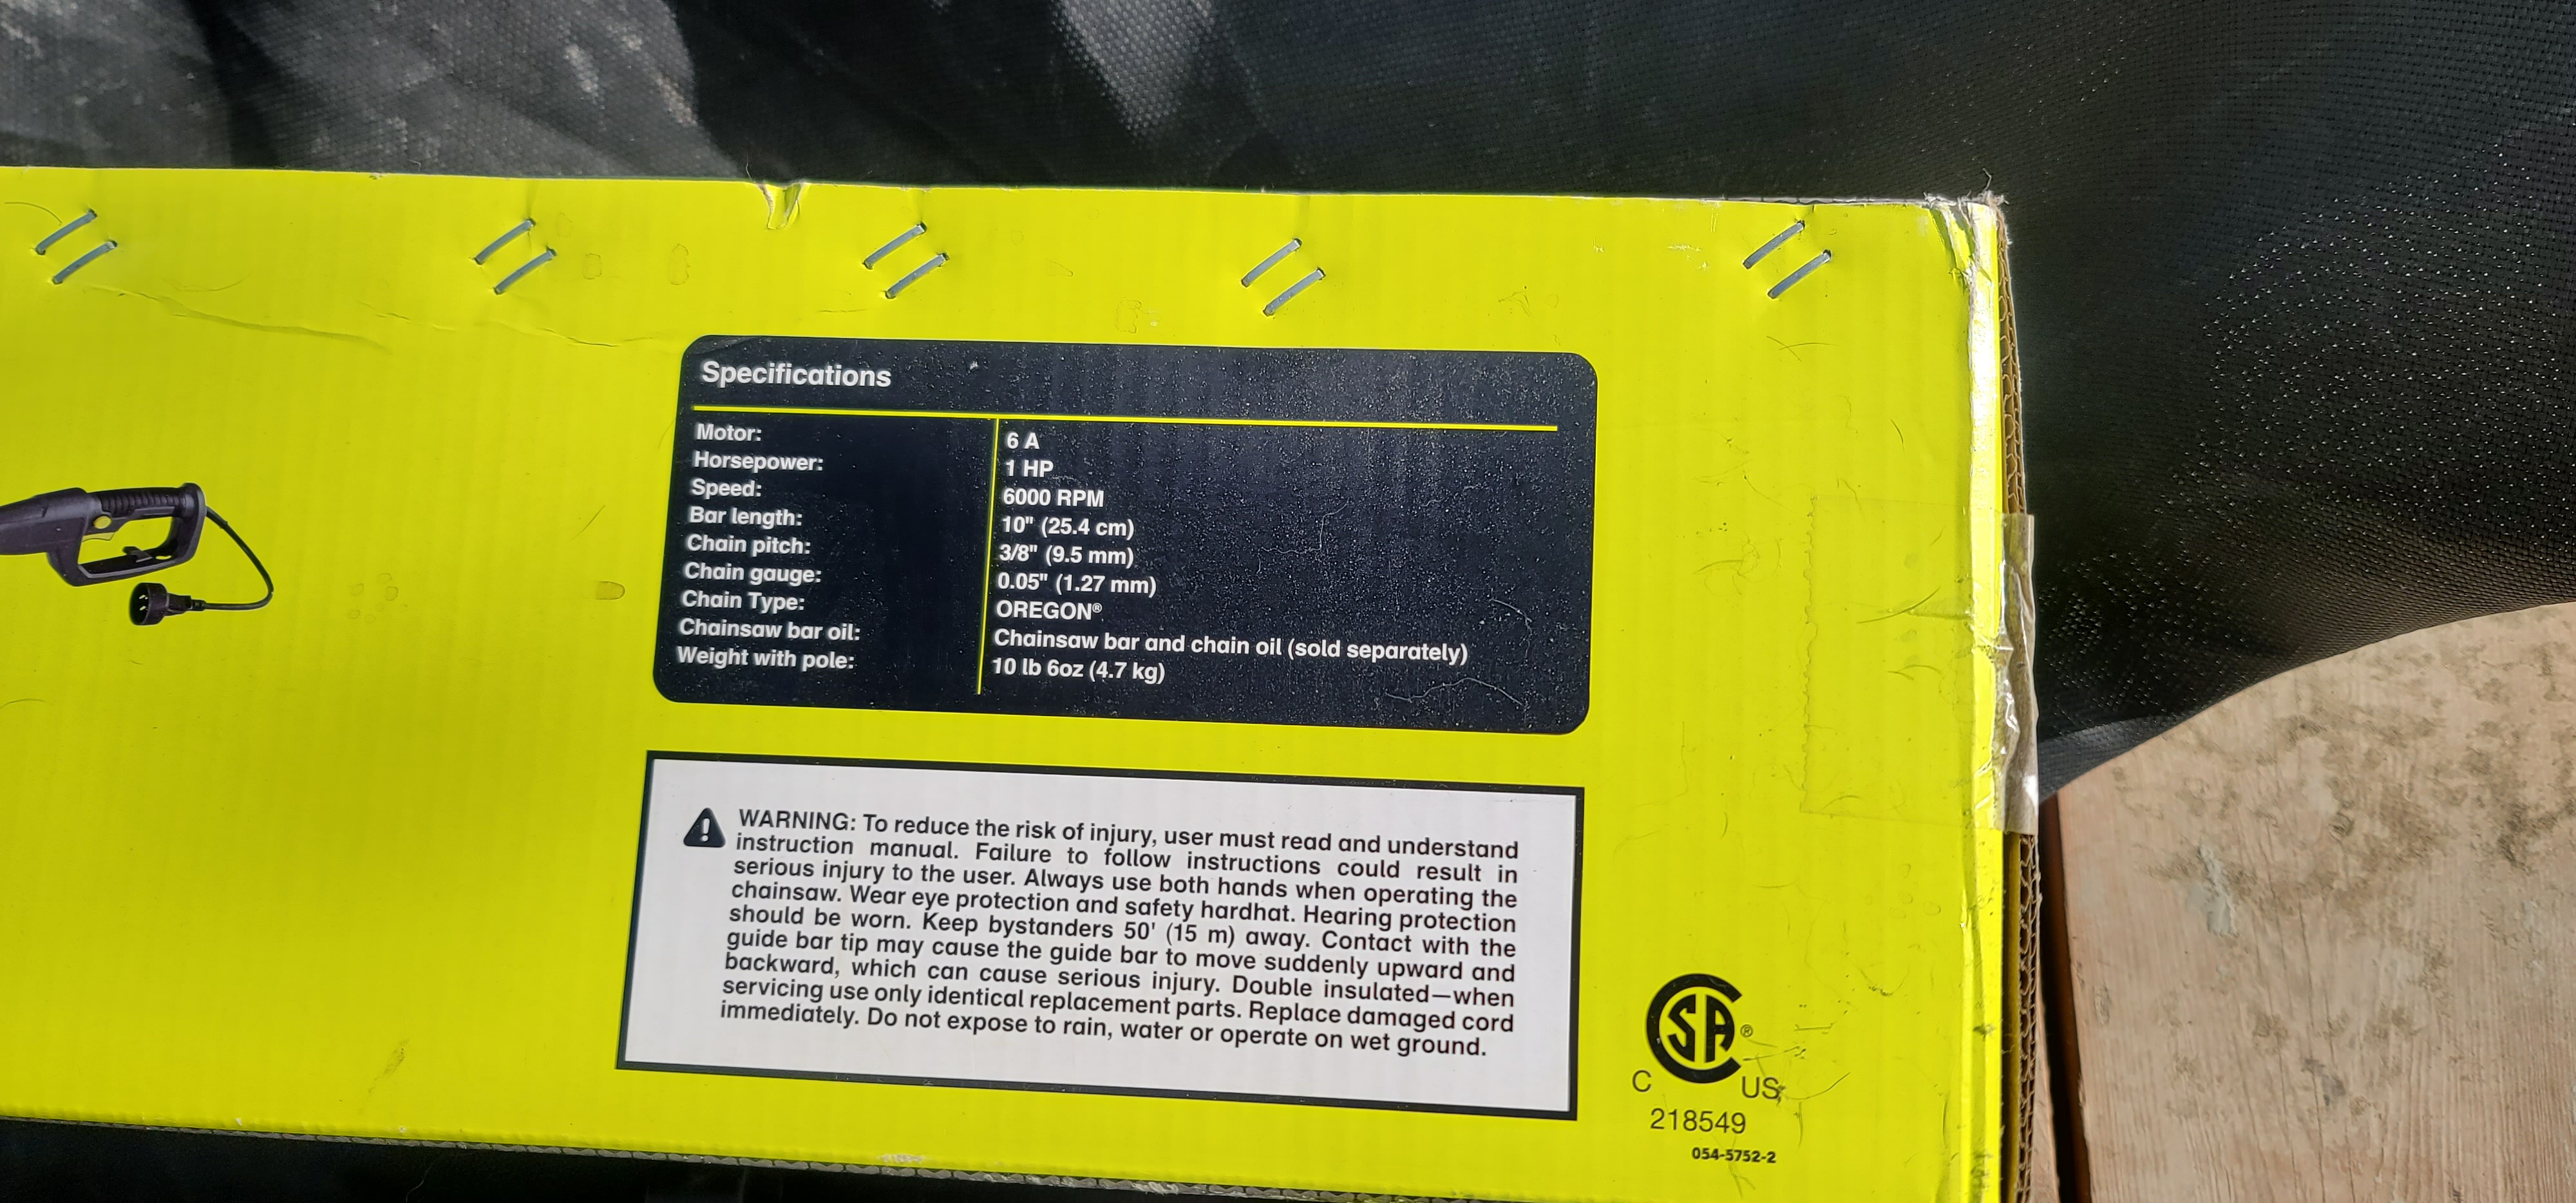 Specifications
Motor: 6 A
Horsepower: 1 HP
Speed: 6000 RPM
Bar length: 10" (25.4 cm)
Chain pitch: 3/8" (9.5 mm)
Chain gauge: 0.05" (1.27 mm)
Chain Type: OREGON®
Chainsaw bar oil: Chainsaw bar and chain oil (sold separately)
Weight with pole: 10 lb 6oz (4.7 kg)
WARNING: To reduce the risk of injury, user must read and understand
instruction manual. Failure to follow instructions could result in
serious injury to the user. Always use both hands when operating the
chainsaw. Wear eye protection and safety hardhat. Hearing protection
should be worn. Keep bystanders 50' (15 m) away. Contact with the
guide bar tip may cause the guide bar to move suddenly upward and
backward, which can cause serious injury. Double insulated—when
servicing use only identical replacement parts. Replace damaged cord
immediately. Do not expose to rain, water or operate on wet ground.
CSA®
C US
218549
054-5752-2